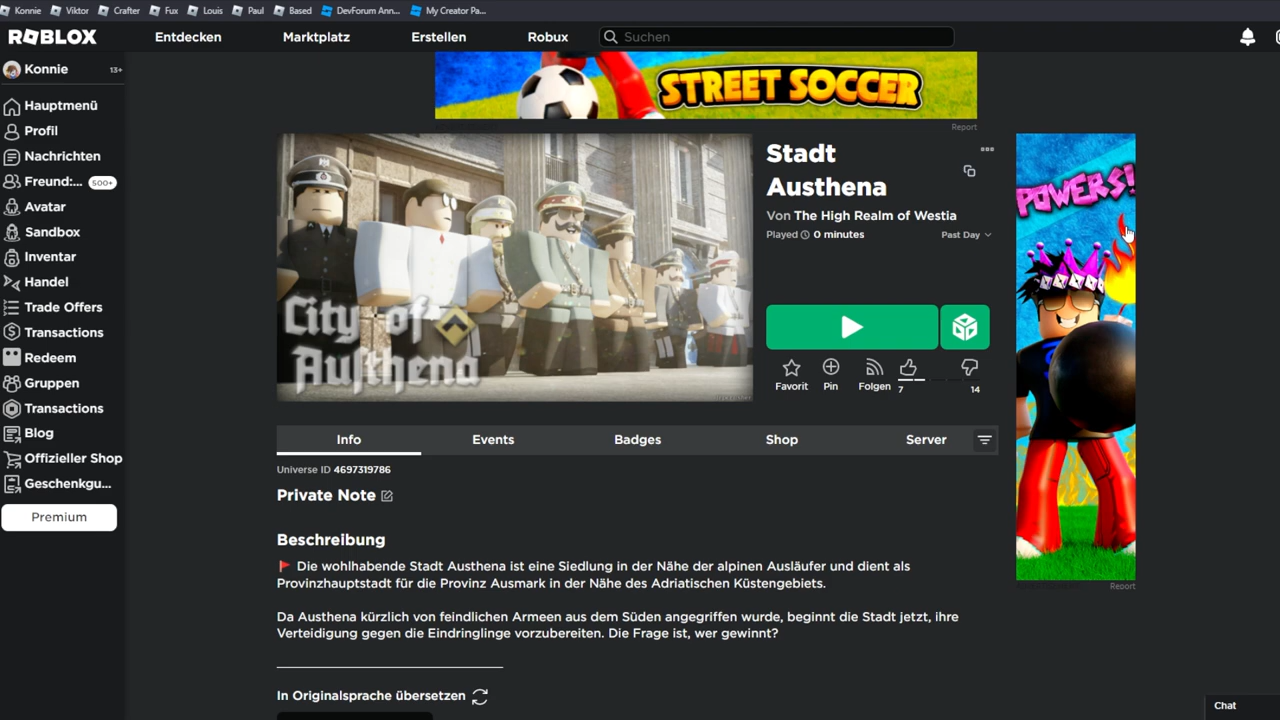 Konnie Viktor Crafter Fux Louis Paul Based DevForum Ann... My Creator Pa...
ROBLOX Entdecken Marktplatz Erstellen Robux Suchen
Konnie 13+
Hauptmenü
Profil
Nachrichten
Freund:... 500+
Avatar
Sandbox
Inventar
Handel
Trade Offers
Transactions
Redeem
Gruppen
Transactions
Blog
Offizieller Shop
Geschenkgu...
Premium
STREET SOCCER
Report
City of
Austhena
Stadt
Austhena
Von The High Realm of Westia
Played 0 minutes Past Day
Favorit Pin Folgen 7 14
POWERS!
Report
Info Events Badges Shop Server
Universe ID 4697319786
Private Note
Beschreibung
🚩 Die wohlhabende Stadt Austhena ist eine Siedlung in der Nähe der alpinen Ausläufer und dient als
Provinzhauptstadt für die Provinz Ausmark in der Nähe des Adriatischen Küstengebiets.
Da Austhena kürzlich von feindlichen Armeen aus dem Süden angegriffen wurde, beginnt die Stadt jetzt, ihre
Verteidigung gegen die Eindringlinge vorzubereiten. Die Frage ist, wer gewinnt?
In Originalsprache übersetzen
Chat